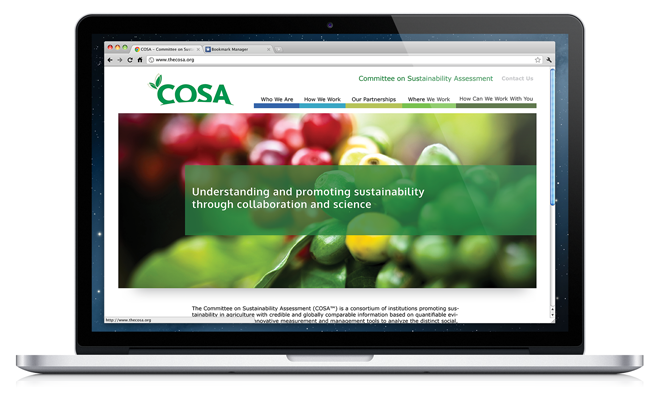 COSA – Committee on Sust
Bookmark Manager
www.thecosa.org
COSA
Committee on Sustainability Assessment
Contact Us
Who We Are
How We Work
Our Partnerships
Where We Work
How Can We Work With You
Understanding and promoting sustainability
through collaboration and science
The Committee on Sustainability Assessment (COSA™) is a consortium of institutions promoting sus-
tainability in agriculture with credible and globally comparable information based on quantifiable evi-
innovative measurement and management tools to analyze the distinct social,
http://www.thecosa.org